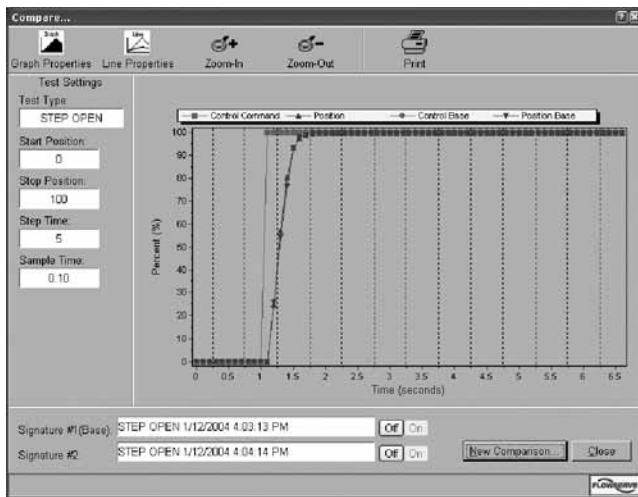 Compare...
Graph
Line
Graph Properties Line Properties Zoom-In Zoom-Out Print
Test Settings
Test Type:
STEP OPEN
Start Position:
0
Stop Position:
100
Step Time:
5
Sample Time:
0.10
Control Command Position Control Base Position Base
100
90
80
70
60
50
40
30
20
10
0
Percent (%)
0 0.5 1 1.5 2 2.5 3 3.5 4 4.5 5 5.5 6 6.5
Time (seconds)
Signature #1(Base): STEP OPEN 1/12/2004 4:03:13 PM Off On
Signature #2 STEP OPEN 1/12/2004 4:04:14 PM Off On
New Comparison... Close
FLOWSERVE